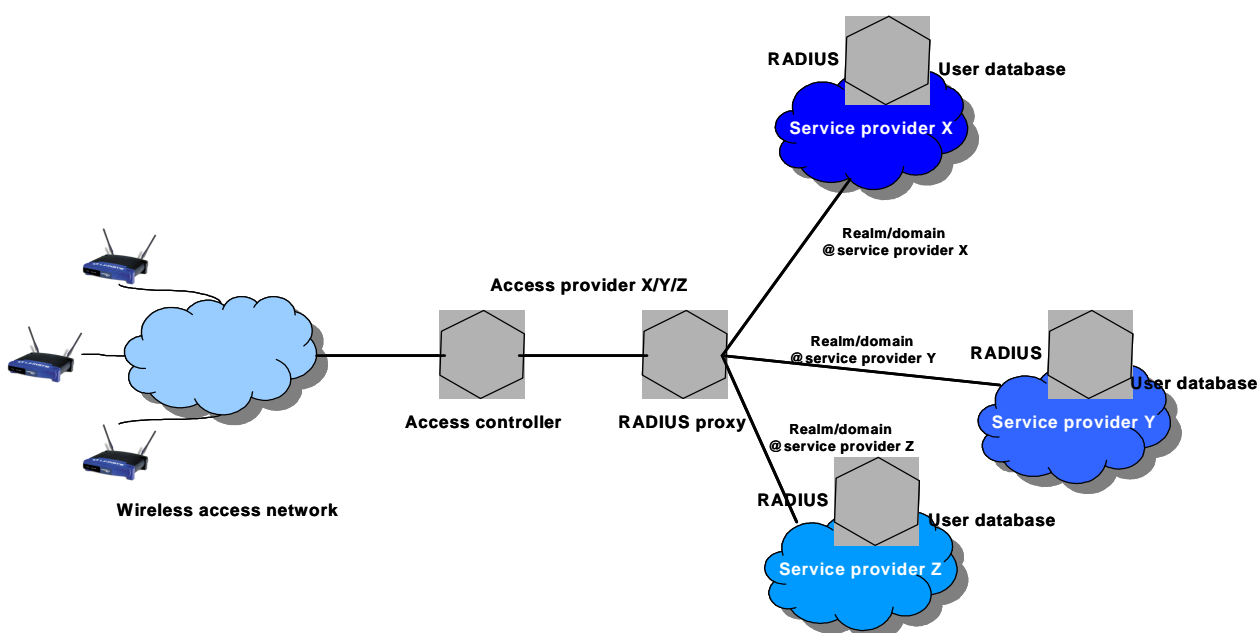 RADIUS
User database
Service provider X
Realm/domain
@service provider X
Access provider X/Y/Z
Realm/domain
@service provider Y
RADIUS
User database
Service provider Y
Access controller
RADIUS proxy
Realm/domain
@service provider Z
RADIUS
User database
Service provider Z
Wireless access network